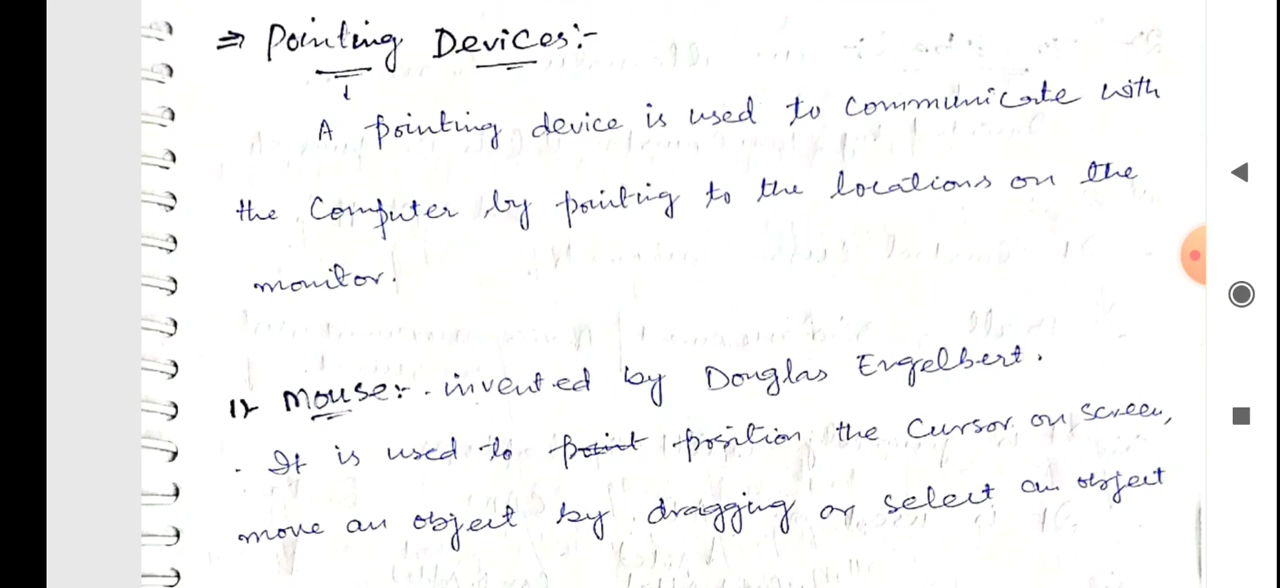 ⇒ Pointing Devices:-
A pointing device is used to communicate with
the Computer by pointing to the locations on the
monitor.
1) Mouse:- . invented by Douglas Engelbert.
. It is used to point position the cursor on screen,
move an object by dragging or select an object